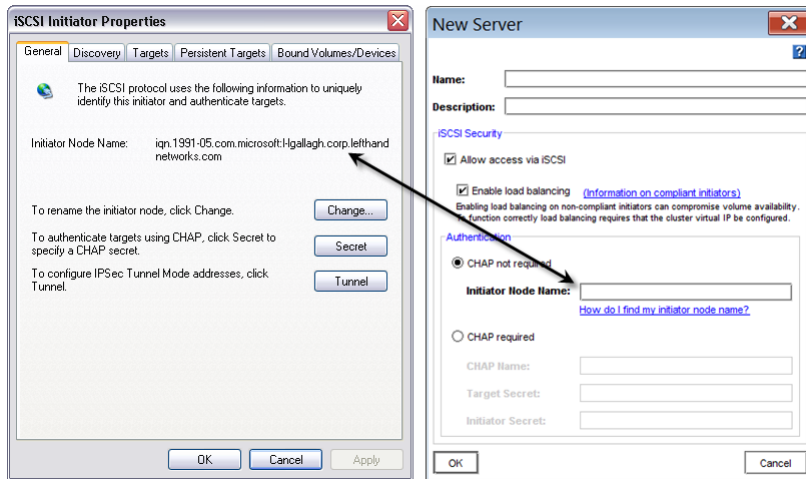 iSCSI Initiator Properties
General
Discovery
Targets
Persistent Targets
Bound Volumes/Devices
The iSCSI protocol uses the following information to uniquely
identify this initiator and authenticate targets.
Initiator Node Name:
iqn.1991-05.com.microsoft:l-lgallagh.corp.lefthand
networks.com
To rename the initiator node, click Change.
Change...
To authenticate targets using CHAP, click Secret to
specify a CHAP secret.
Secret
To configure IPSec Tunnel Mode addresses, click
Tunnel.
Tunnel
OK
Cancel
Apply
New Server
?
Name:
Description:
iSCSI Security
Allow access via iSCSI
Enable load balancing
(Information on compliant initiators)
Enabling load balancing on non-compliant initiators can compromise volume availability.
To function correctly load balancing requires that the cluster virtual IP be configured.
Authentication
CHAP not required
Initiator Node Name:
How do I find my initiator node name?
CHAP required
CHAP Name:
Target Secret:
Initiator Secret:
OK
Cancel